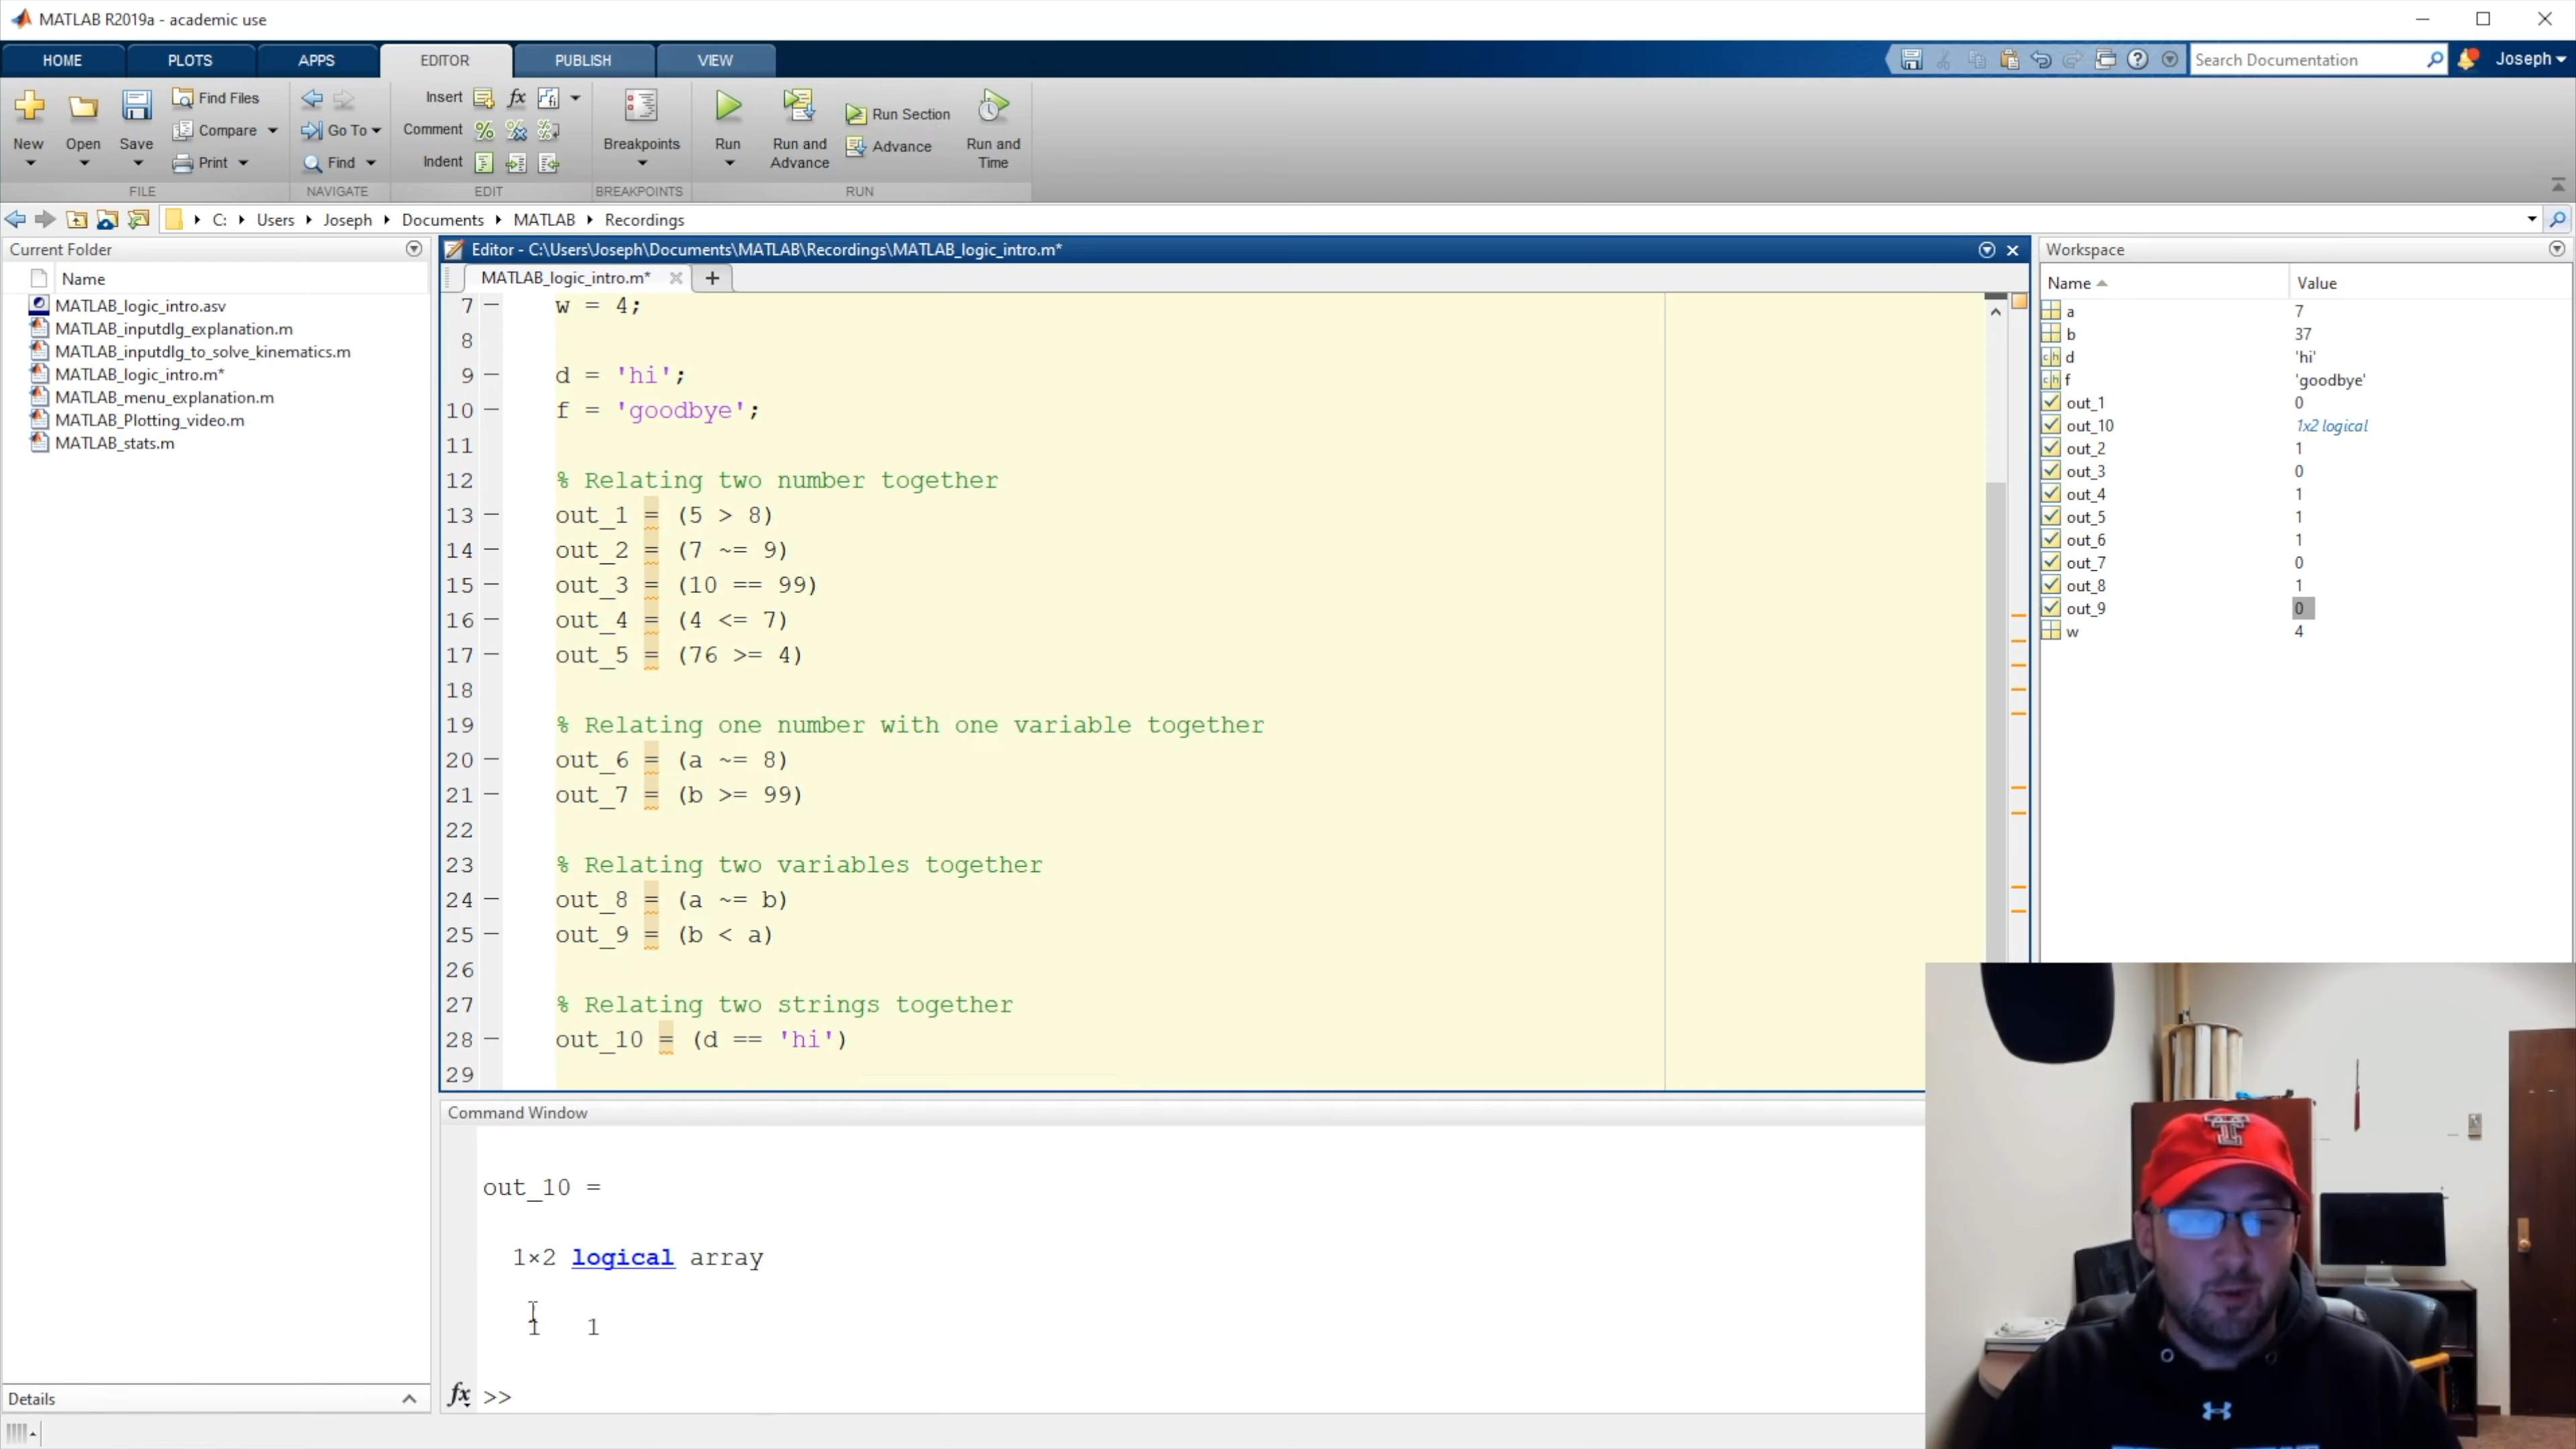 MATLAB R2019a - academic use
HOME PLOTS APPS EDITOR PUBLISH VIEW Search Documentation Joseph
New Open Save Find Files Compare Print
Go To Find
Insert fx fi
Comment % % %
Indent
Breakpoints
Run Run and Advance Run Section Advance Run and Time
FILE NAVIGATE EDIT BREAKPOINTS RUN
C: Users Joseph Documents MATLAB Recordings
Current Folder
Name
MATLAB_logic_intro.asv
MATLAB_inputdlg_explanation.m
MATLAB_inputdlg_to_solve_kinematics.m
MATLAB_logic_intro.m*
MATLAB_menu_explanation.m
MATLAB_Plotting_video.m
MATLAB_stats.m
Details
Editor - C:\Users\Joseph\Documents\MATLAB\Recordings\MATLAB_logic_intro.m*
MATLAB_logic_intro.m* +
7 w = 4;
8
9 d = 'hi';
10 f = 'goodbye';
11
12 % Relating two number together
13 out_1 = (5 > 8)
14 out_2 = (7 ~= 9)
15 out_3 = (10 == 99)
16 out_4 = (4 <= 7)
17 out_5 = (76 >= 4)
18
19 % Relating one number with one variable together
20 out_6 = (a ~= 8)
21 out_7 = (b >= 99)
22
23 % Relating two variables together
24 out_8 = (a ~= b)
25 out_9 = (b < a)
26
27 % Relating two strings together
28 out_10 = (d == 'hi')
29
Command Window
out_10 =
1×2 logical array
1 1
fx >>
Workspace
Name Value
a 7
b 37
ch d 'hi'
ch f 'goodbye'
out_1 0
out_10 1x2 logical
out_2 1
out_3 0
out_4 1
out_5 1
out_6 1
out_7 0
out_8 1
out_9 0
w 4
T